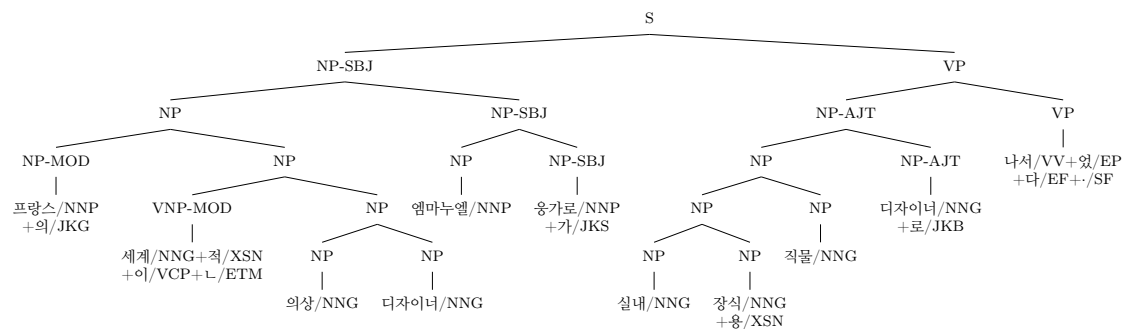 S
NP-SBJ VP
NP NP-SBJ NP-AJT VP
NP-MOD NP NP NP-SBJ NP NP-AJT 나서/VV+었/EP
+다/EF+./SF
프랑스/NNP
+의/JKG
VNP-MOD NP 엠마누엘/NNP 웅가로/NNP
+가/JKS
NP NP 디자이너/NNG
+로/JKB
세계/NNG+적/XSN
+이/VCP+ㄴ/ETM
NP NP NP NP 직물/NNG
의상/NNG 디자이너/NNG 실내/NNG 장식/NNG
+용/XSN